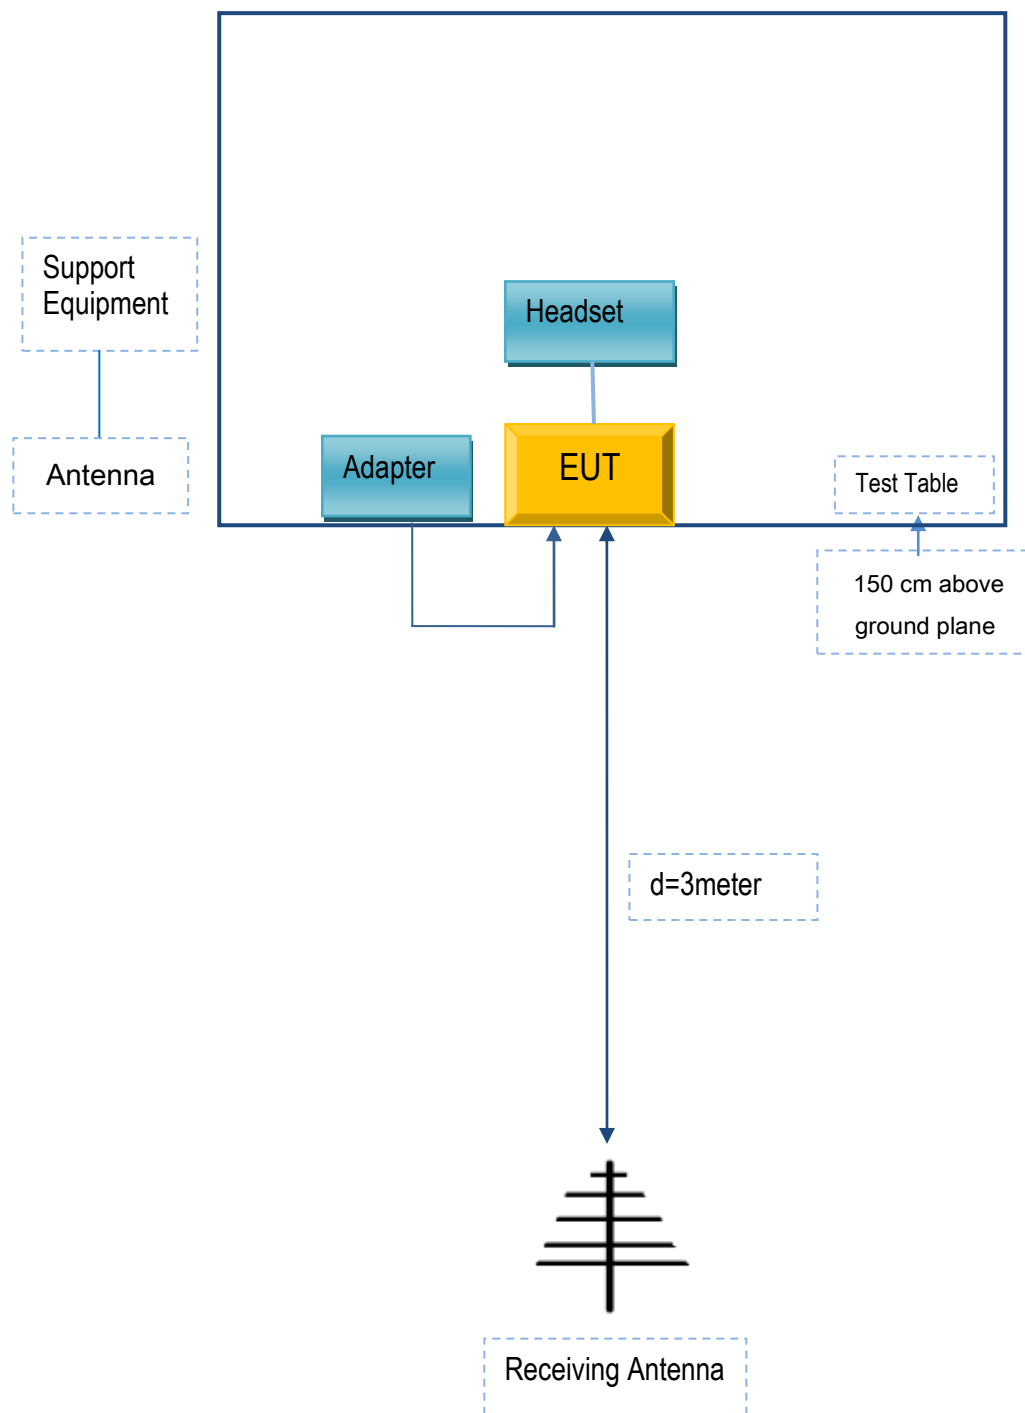 Support
Equipment
Antenna
Headset
Adapter
EUT
Test Table
150 cm above
ground plane
d=3meter
Receiving Antenna